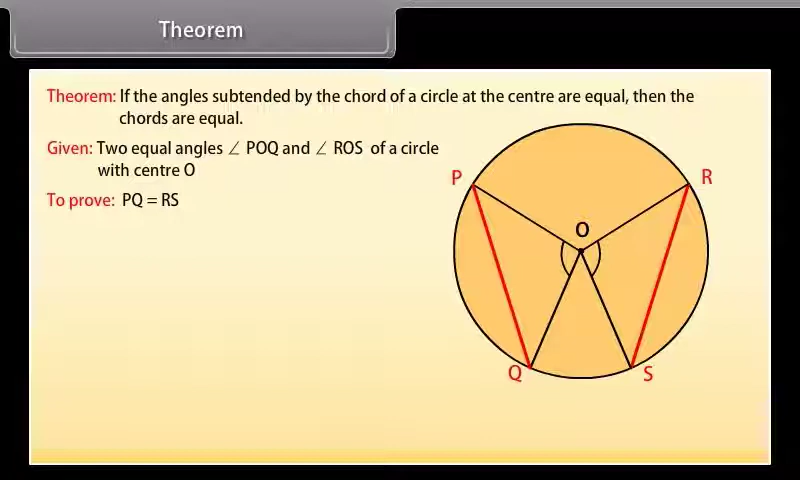 Theorem
Theorem: If the angles subtended by the chord of a circle at the centre are equal, then the
chords are equal.
Given: Two equal angles ∠ POQ and ∠ ROS of a circle
with centre O
To prove: PQ = RS
P
R
O
Q
S